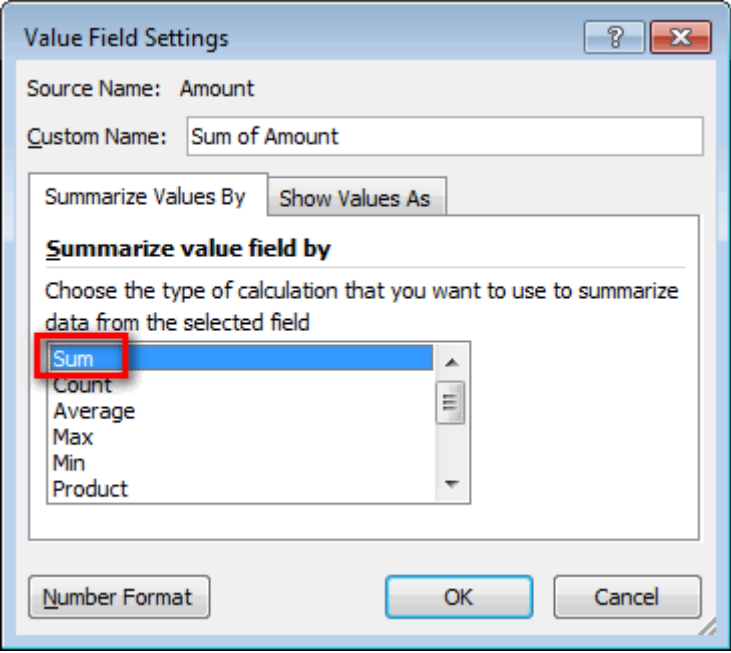 Value Field Settings
Source Name: Amount
Custom Name: Sum of Amount
Summarize Values By Show Values As
Summarize value field by
Choose the type of calculation that you want to use to summarize
data from the selected field
Sum
Count
Average
Max
Min
Product
Number Format OK Cancel